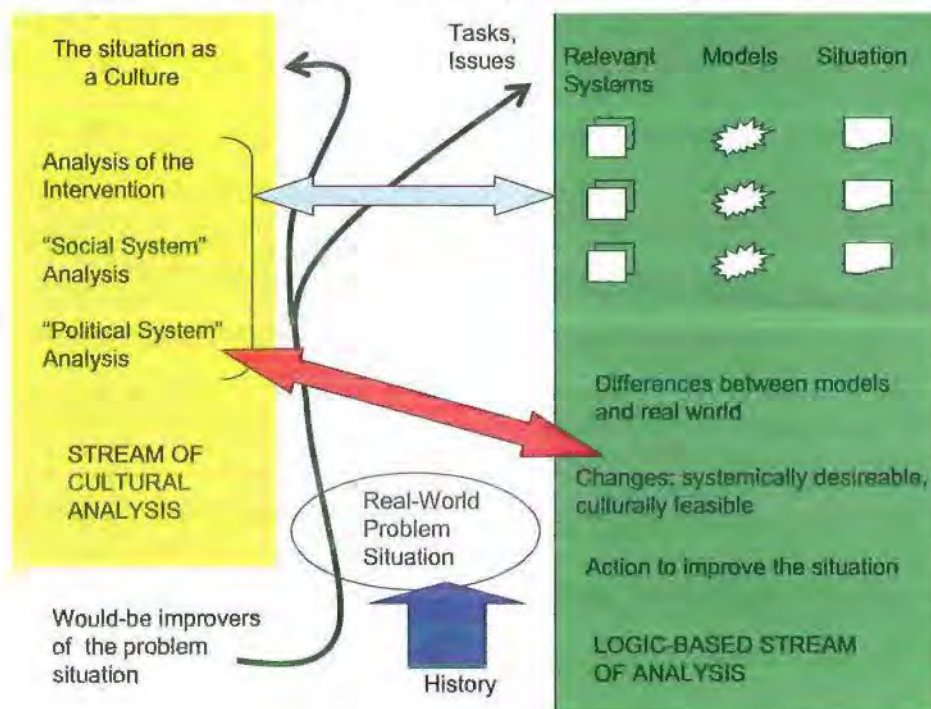 The situation as
a Culture
Analysis of the
Intervention
"Social System"
Analysis
"Political System"
Analysis
STREAM OF
CULTURAL
ANALYSIS
Would-be improvers
of the problem
situation
Tasks,
Issues
Real-World
Problem
Situation
History
Relevant
Systems
Models
Situation
Differences between models
and real world
Changes: systemically desireable,
culturally feasible
Action to improve the situation
LOGIC-BASED STREAM
OF ANALYSIS